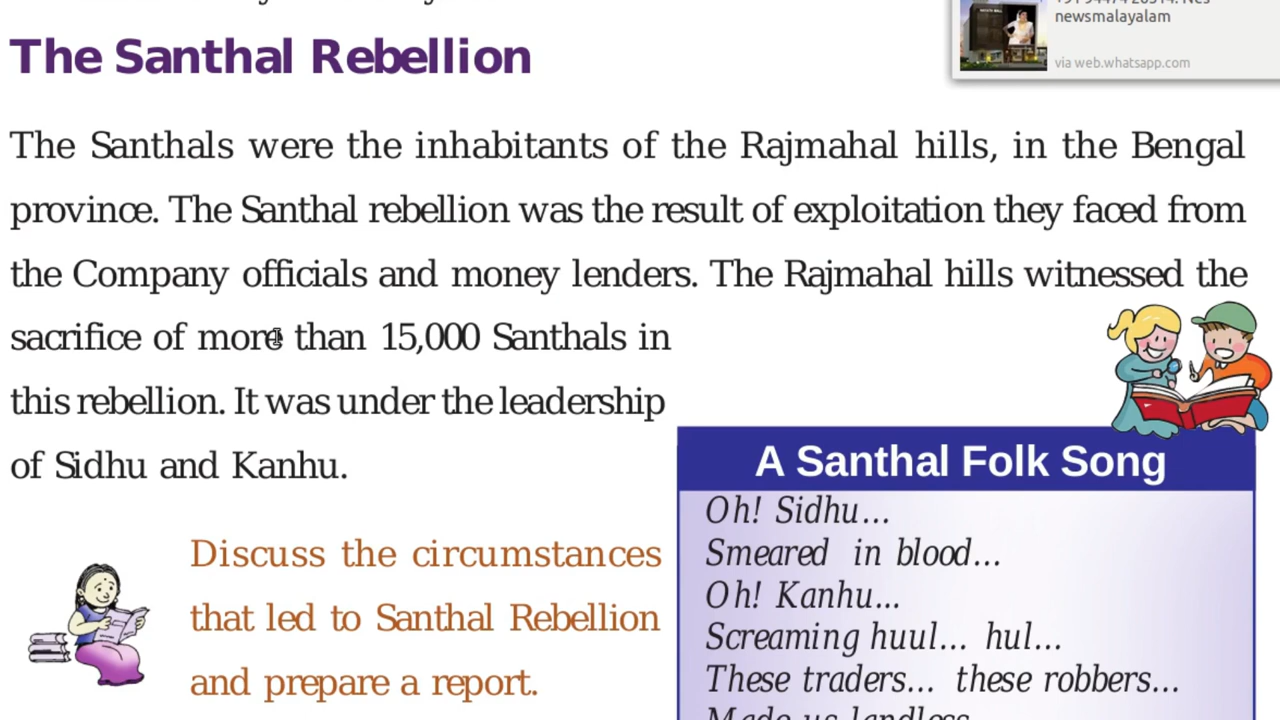 newsmalayalam
via web.whatsapp.com
The Santhal Rebellion
The Santhals were the inhabitants of the Rajmahal hills, in the Bengal
province. The Santhal rebellion was the result of exploitation they faced from
the Company officials and money lenders. The Rajmahal hills witnessed the
sacrifice of more than 15,000 Santhals in
this rebellion. It was under the leadership
of Sidhu and Kanhu.
Discuss the circumstances
that led to Santhal Rebellion
and prepare a report.
A Santhal Folk Song
Oh! Sidhu...
Smeared in blood...
Oh! Kanhu...
Screaming huul... hul...
These traders... these robbers...
Made us landless